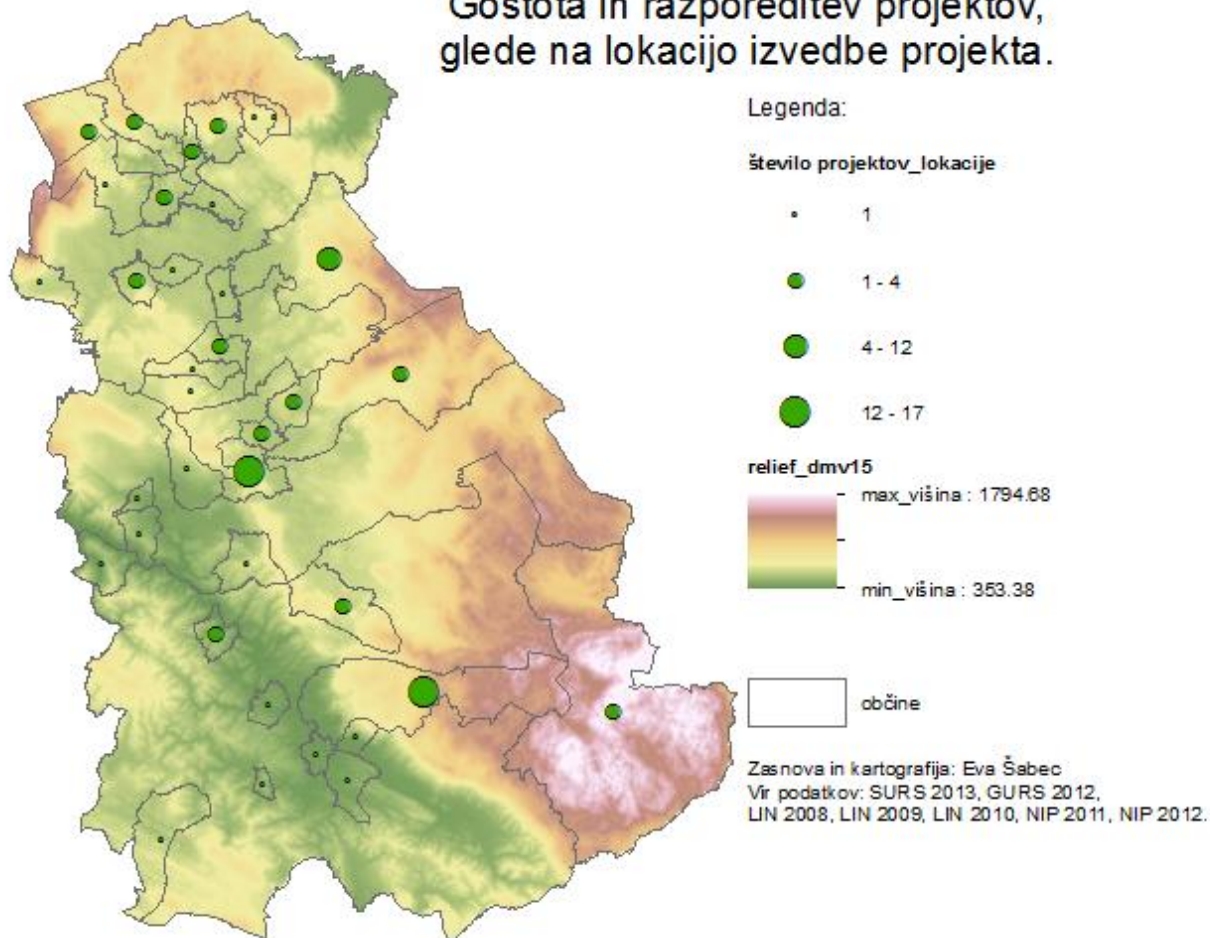 Gostota in razporeditev projektov,
glede na lokacijo izvedbe projekta.
Legenda:
število projektov_lokacije
1
1 - 4
4 - 12
12 - 17
relief_dmv15
max_višina : 1794.68
min_višina : 353.38
občine
Zasnova in kartografija: Eva Šabec
Vir podatkov: SURS 2013, GURS 2012,
LIN 2008, LIN 2009, LIN 2010, NIP 2011, NIP 2012.